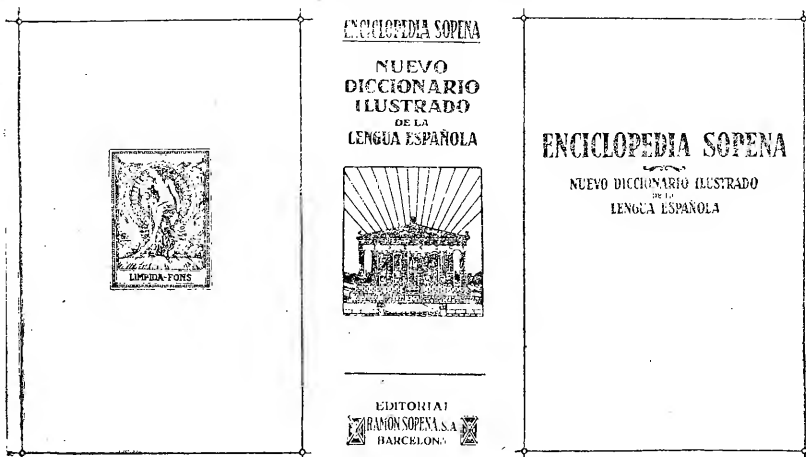 LIMPIDA-FONS
ENCICLOPEDIA SOPENA
NUEVO
DICCIONARIO
ILUSTRADO
DE LA
LENGUA ESPAÑOLA
EDITORIAL
RAMÓN SOPENA, S.A.
BARCELONA
ENCICLOPEDIA SOPENA
NUEVO DICCIONARIO ILUSTRADO
DE LA
LENGUA ESPAÑOLA